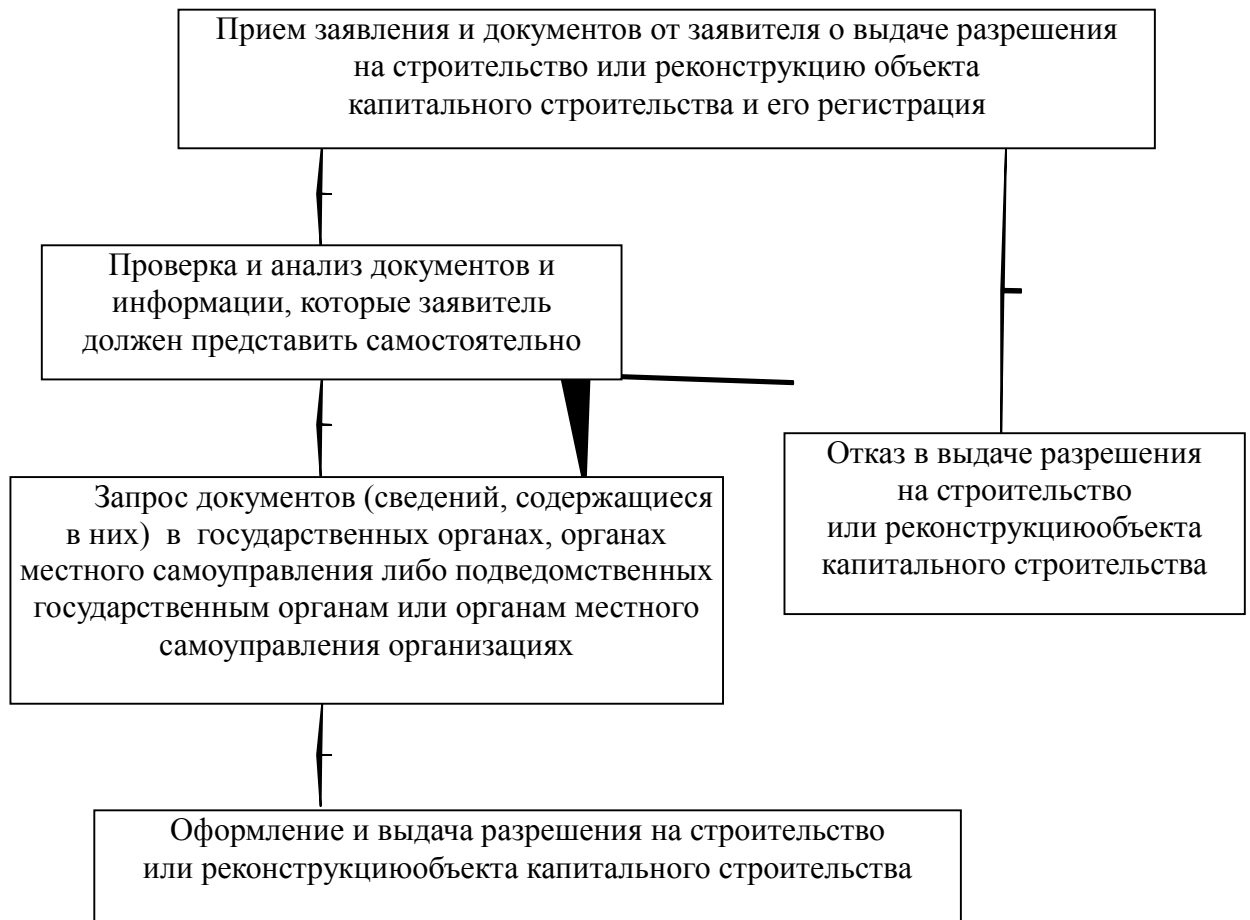 Прием заявления и документов от заявителя о выдаче разрешения
на строительство или реконструкцию объекта
капитального строительства и его регистрация
Проверка и анализ документов и
информации, которые заявитель
должен представить самостоятельно
Запрос документов (сведений, содержащиеся
в них) в государственных органах, органах
местного самоуправления либо подведомственных
государственным органам или органам местного
самоуправления организациях
Отказ в выдаче разрешения
на строительство
или реконструкциюобъекта
капитального строительства
Оформление и выдача разрешения на строительство
или реконструкциюобъекта капитального строительства